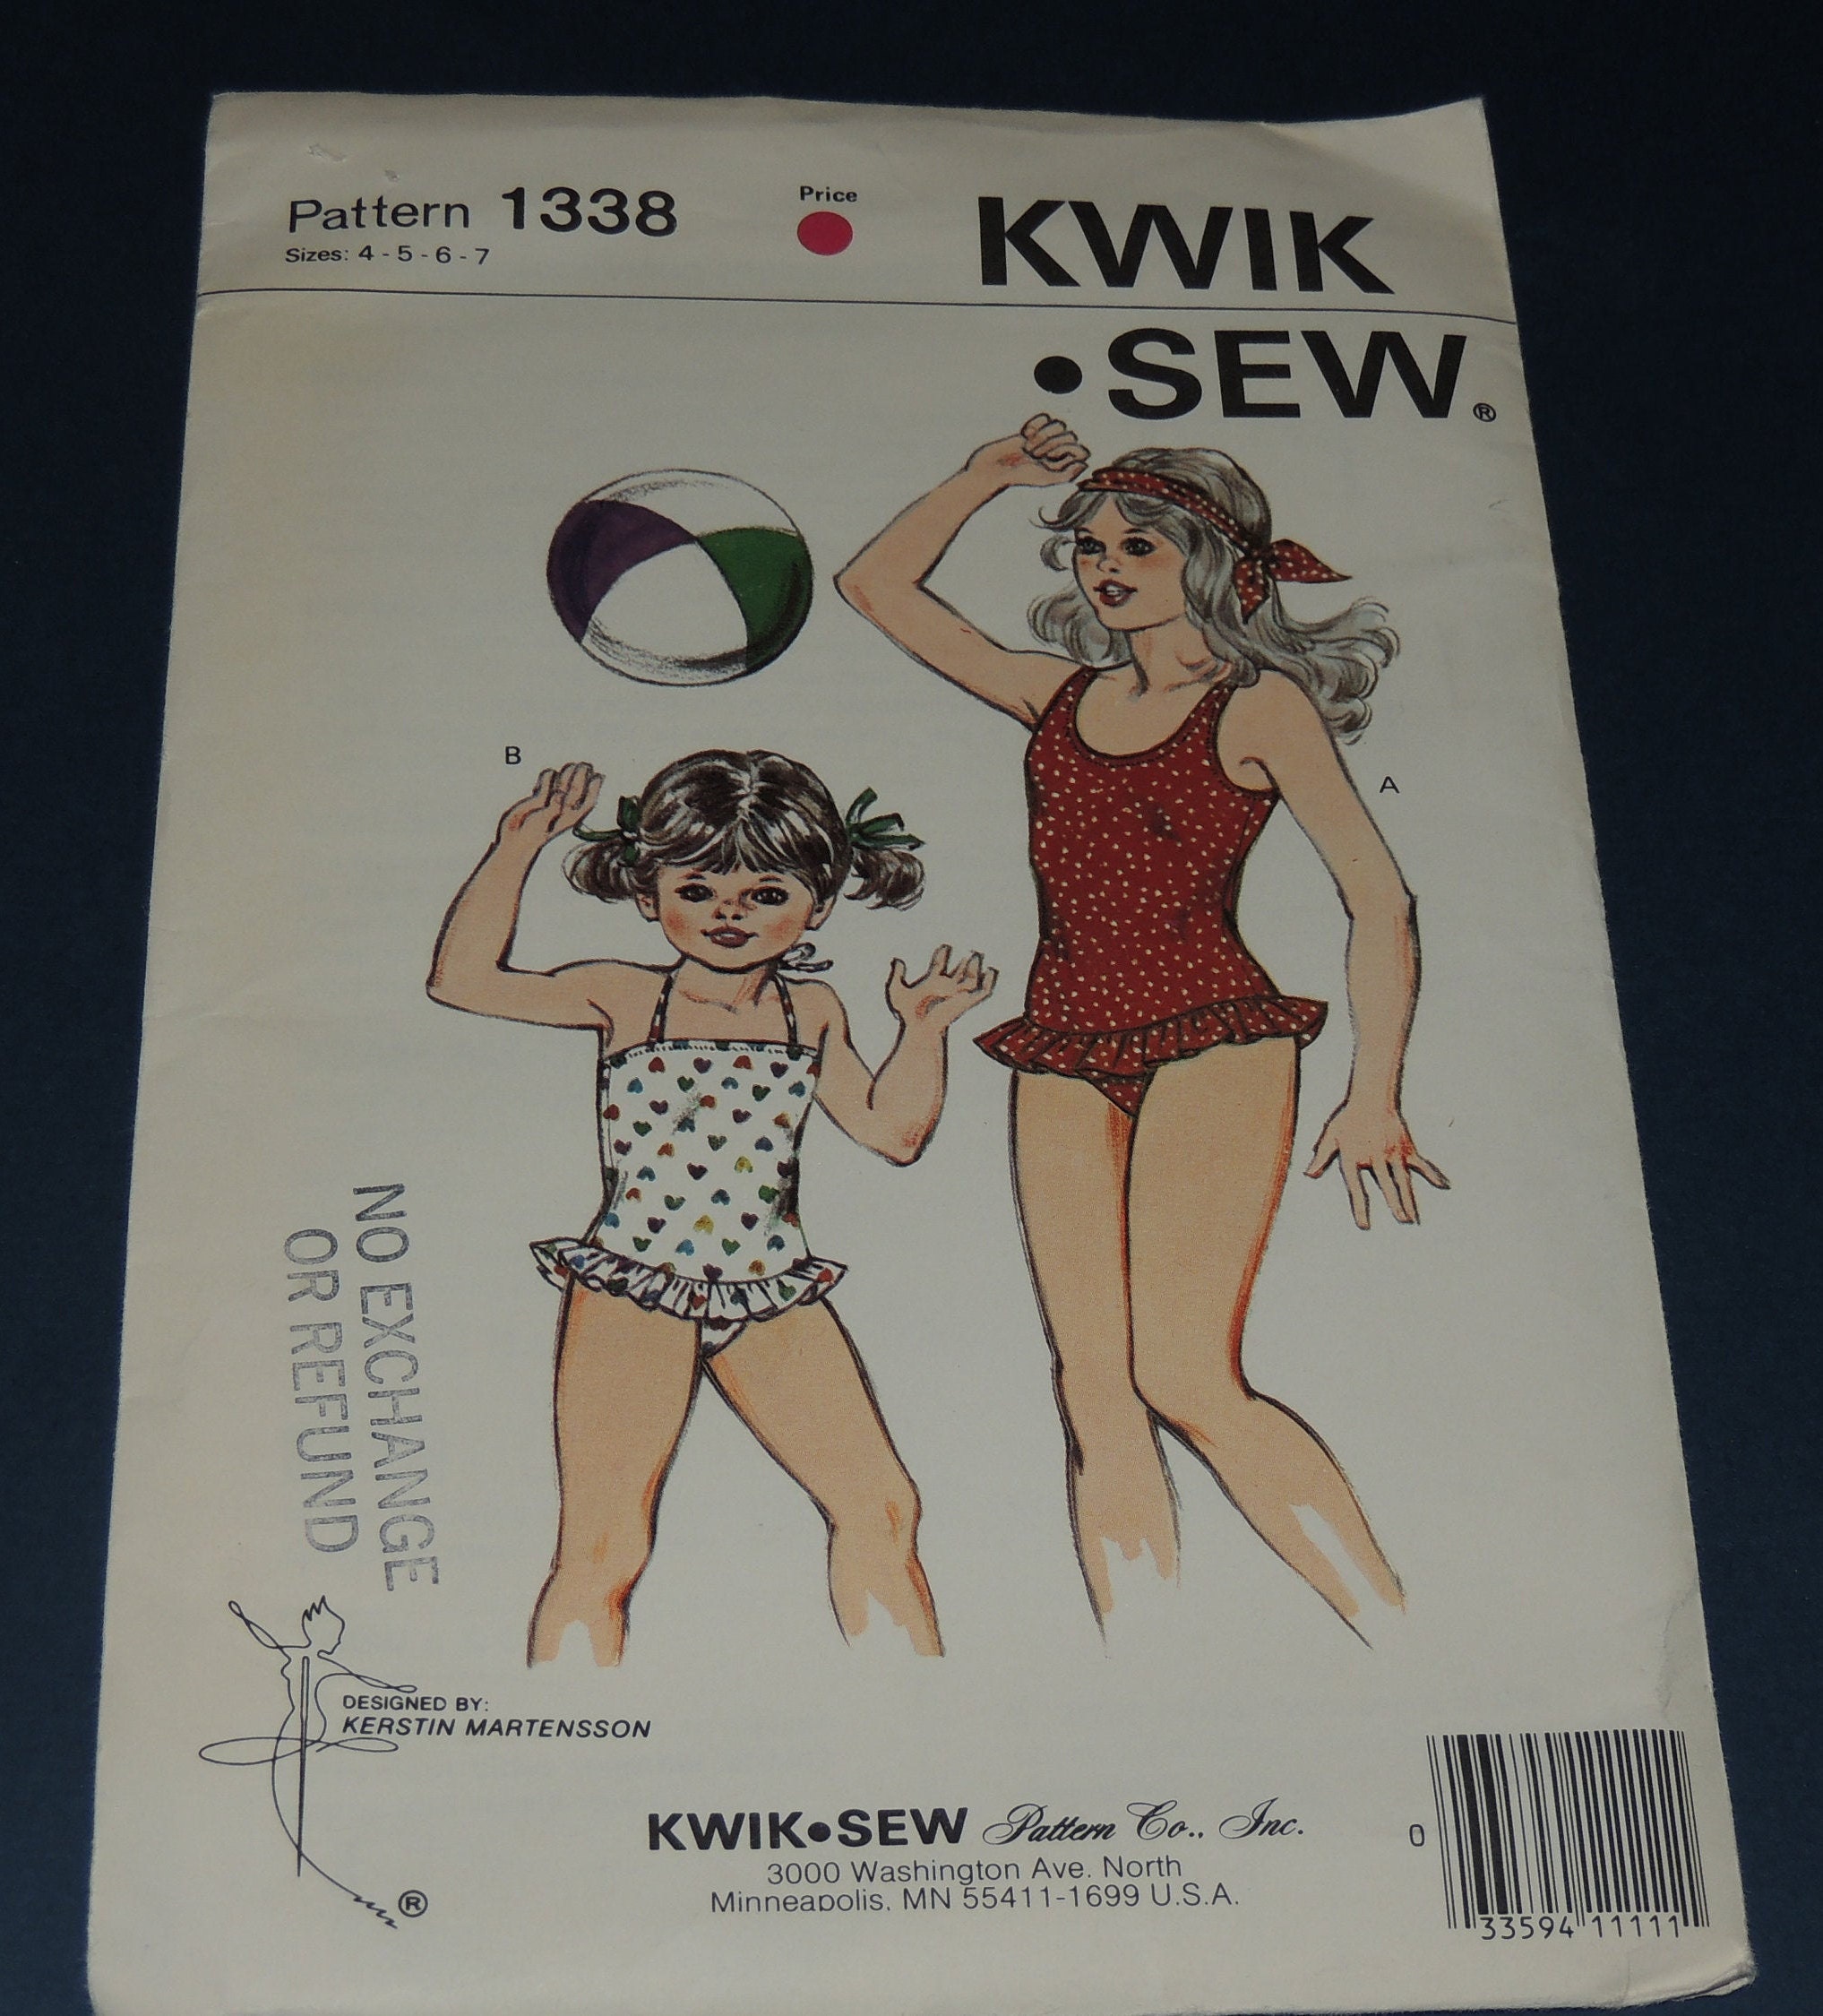 Pattern 1338
Sizes: 4 - 5 - 6 - 7
Price
KWIK
•SEW®
B
A
NO EXCHANGE
OR REFUND
DESIGNED BY:
KERSTIN MARTENSSON
®
KWIK•SEW Pattern Co., Inc.
3000 Washington Ave. North
Minneapolis, MN 55411-1699 U.S.A.
0 33594 11111